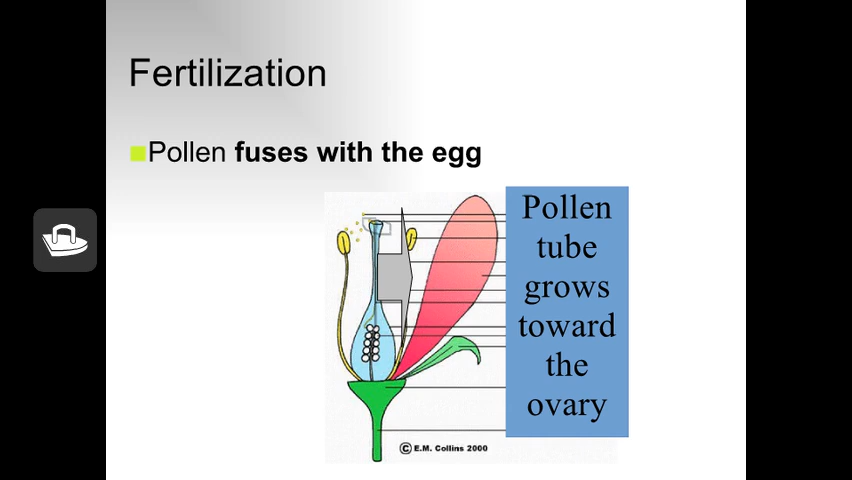 Fertilization
Pollen fuses with the egg
Pollen
tube
grows
toward
the
ovary
© E.M. Collins 2000